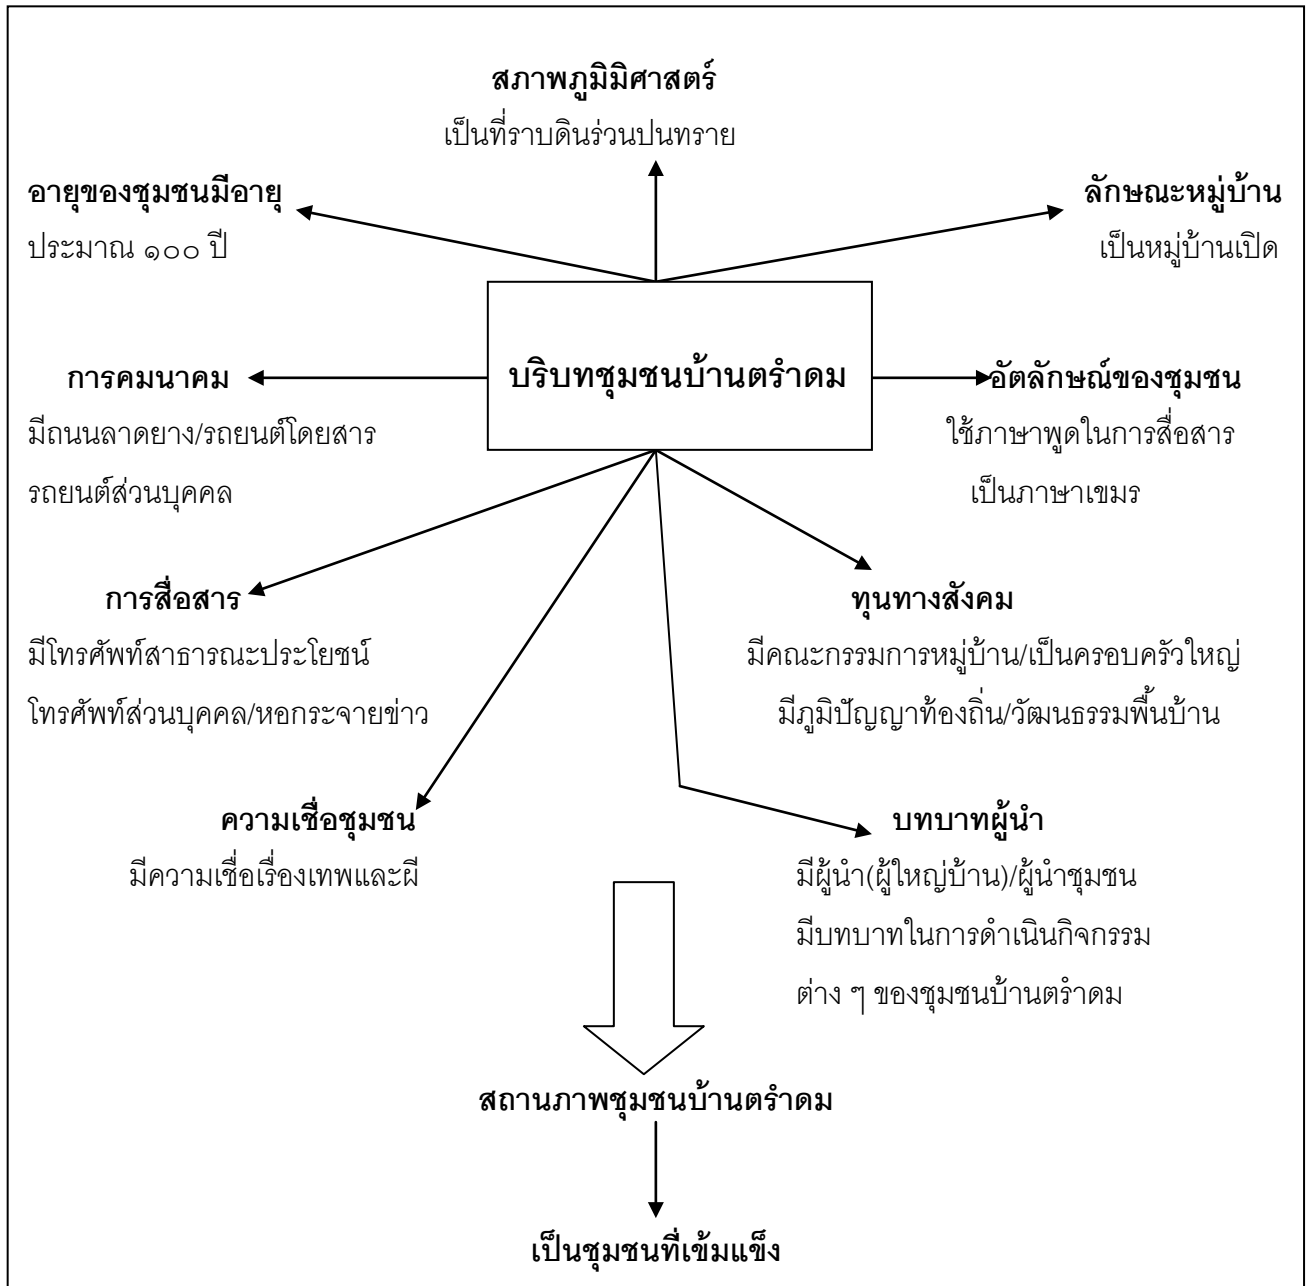 สภาพภูมิมิศาสตร์
เป็นที่ราบดินร่วนปนทราย
อายุของชุมชนมีอายุ
ประมาณ ๑๐๐ ปี
ลักษณะหมู่บ้าน
เป็นหมู่บ้านเปิด
บริบทชุมชนบ้านตรำดม
การคมนาคม
มีถนนลาดยาง/รถยนต์โดยสาร
รถยนต์ส่วนบุคคล
อัตลักษณ์ของชุมชน
ใช้ภาษาพูดในการสื่อสาร
เป็นภาษาเขมร
การสื่อสาร
มีโทรศัพท์สาธารณะประโยชน์
โทรศัพท์ส่วนบุคคล/หอกระจายข่าว
ทุนทางสังคม
มีคณะกรรมการหมู่บ้าน/เป็นครอบครัวใหญ่
มีภูมิปัญญาท้องถิ่น/วัฒนธรรมพื้นบ้าน
ความเชื่อชุมชน
มีความเชื่อเรื่องเทพและผี
บทบาทผู้นำ
มีผู้นำ(ผู้ใหญ่บ้าน)/ผู้นำชุมชน
มีบทบาทในการดำเนินกิจกรรม
ต่าง ๆ ของชุมชนบ้านตรำดม
สถานภาพชุมชนบ้านตรำดม
เป็นชุมชนที่เข้มแข็ง